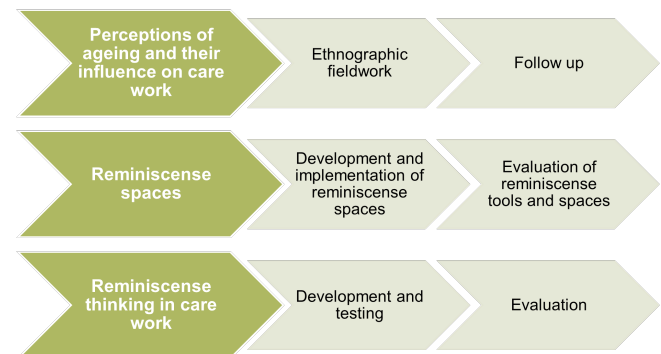 Perceptions of
ageing and their
influence on care
work
Ethnographic
fieldwork
Follow up
Reminiscense
spaces
Development and
implementation of
reminiscense
spaces
Evaluation of
reminiscense
tools and spaces
Reminiscense
thinking in care
work
Development and
testing
Evaluation